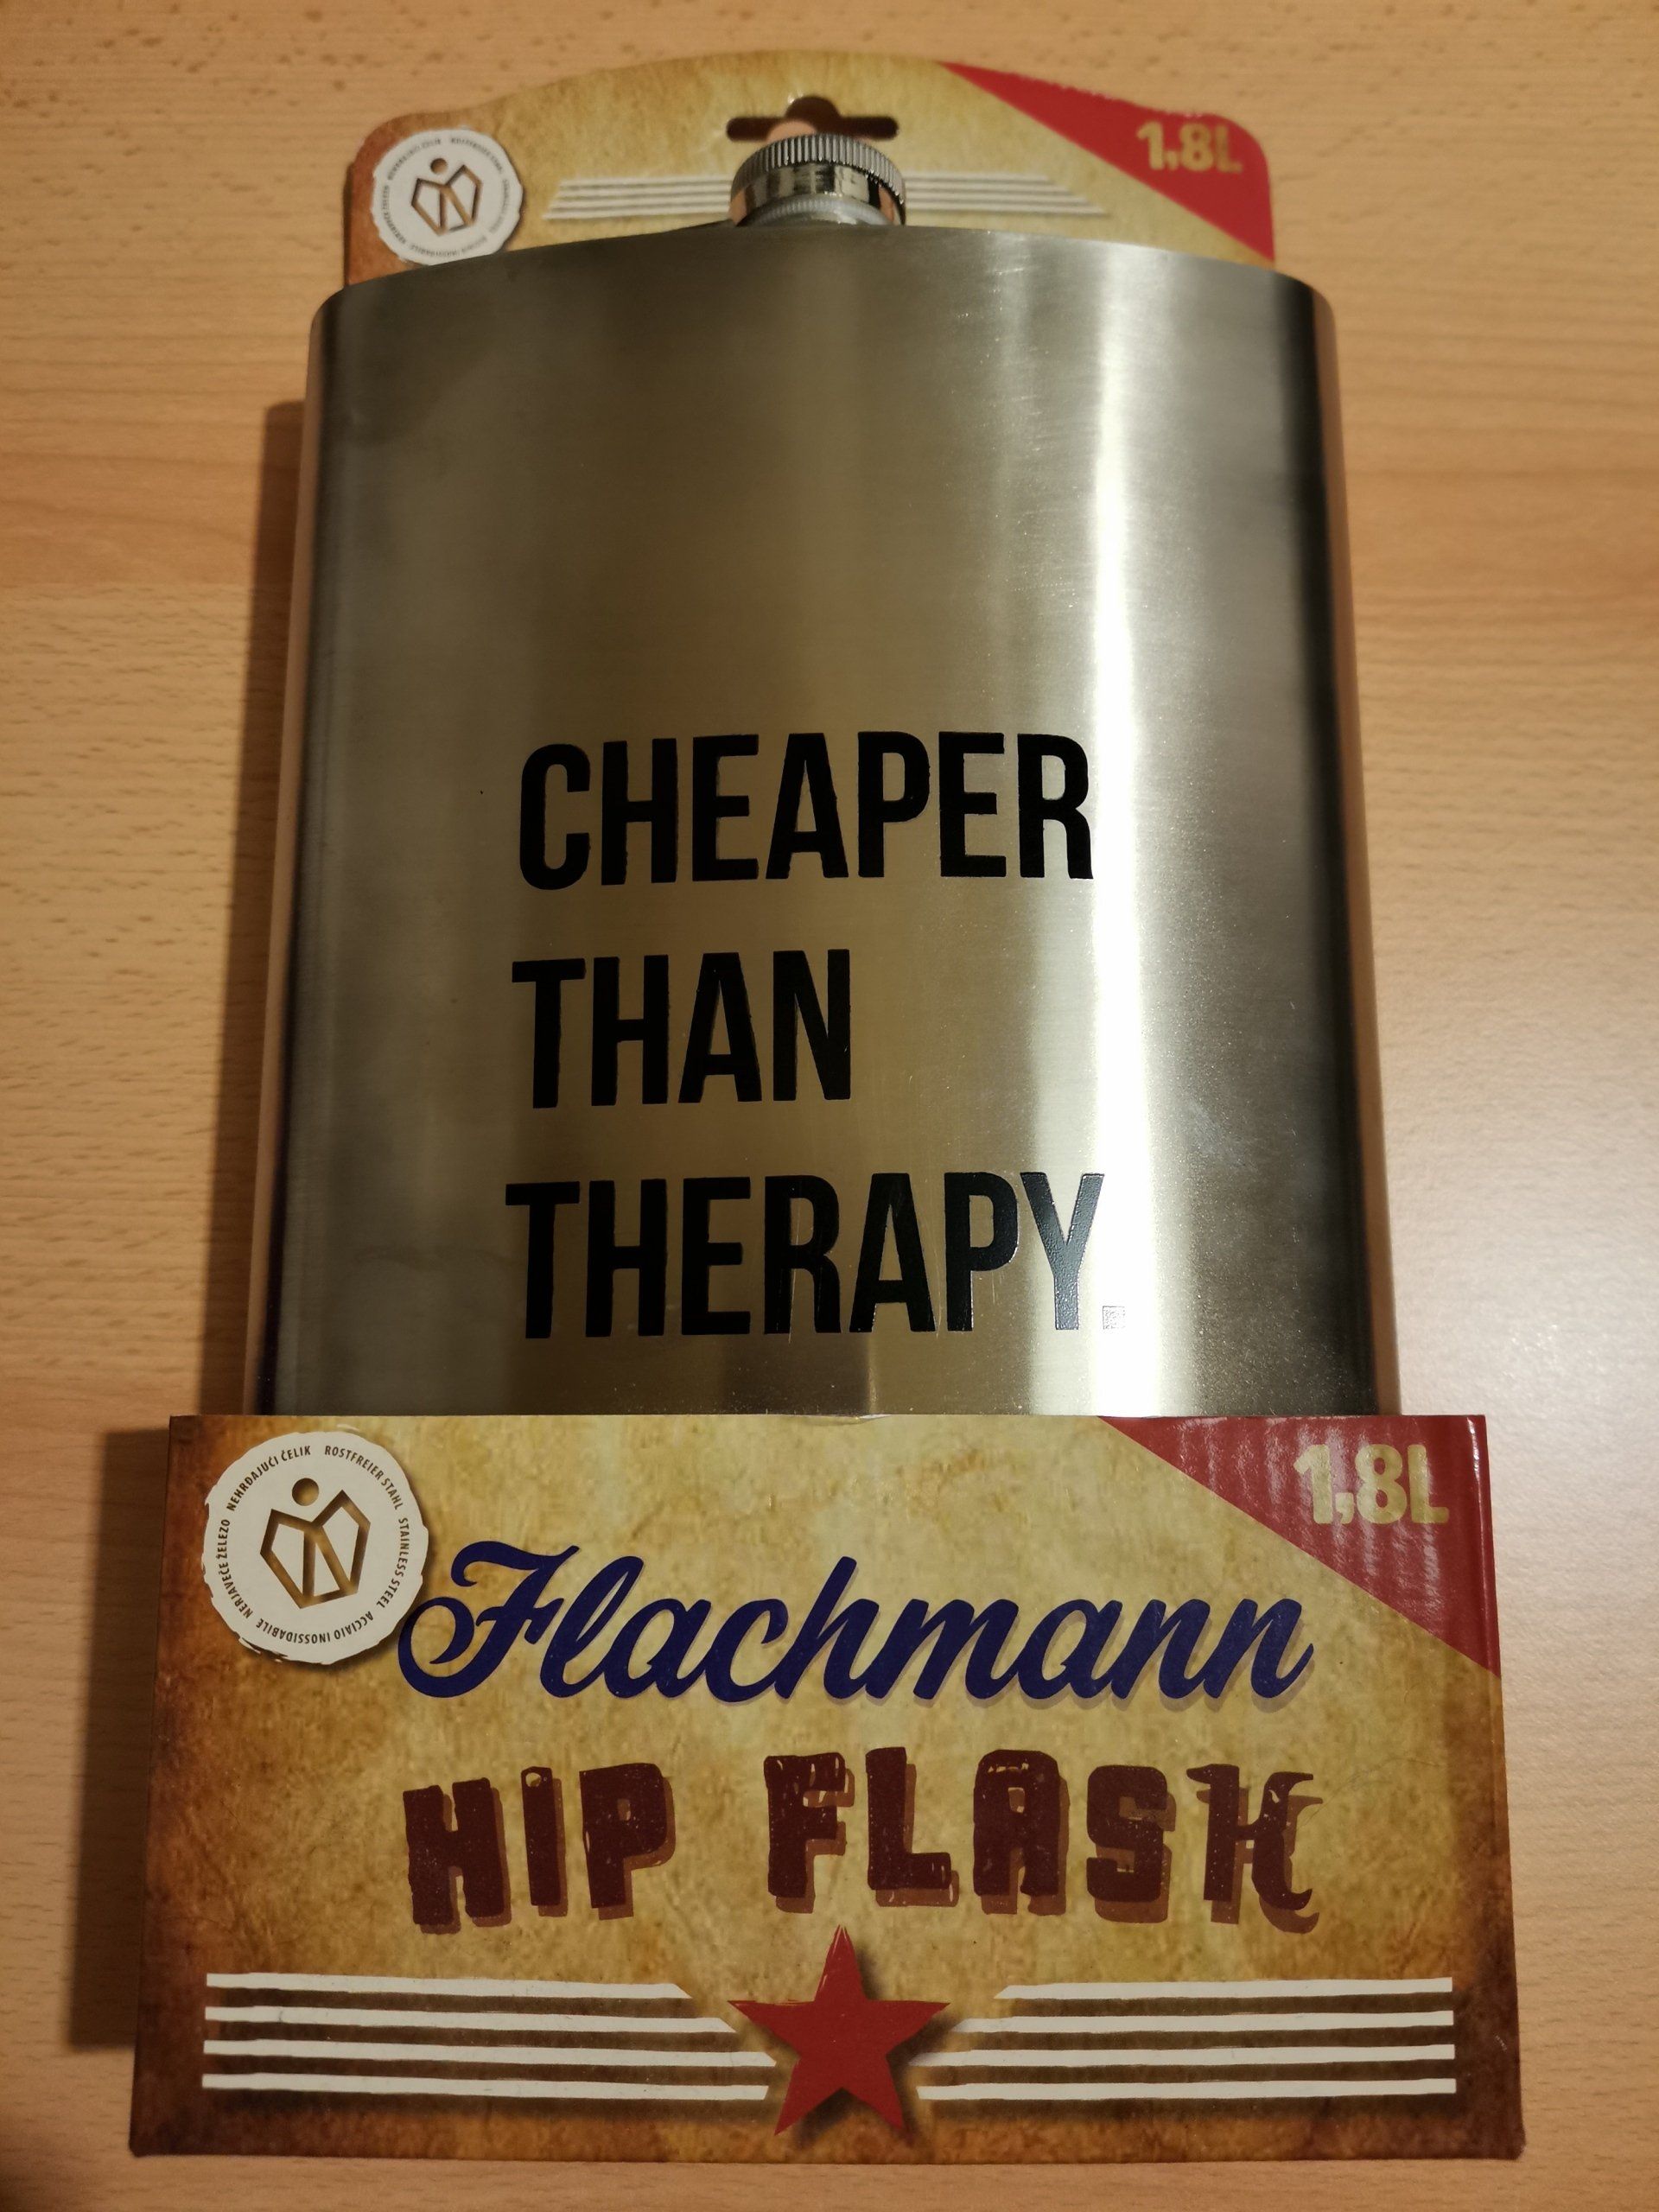 1,8L
CHEAPER
THAN
THERAPY.
1,8L
NERJAVEČE ŽELEZO NEHRĐAJUĆI ČELIK ROSTFREIER STAHL STAINLESS STEEL ACCIAIO INOSSIDABILE
Flachmann
HIP FLASK